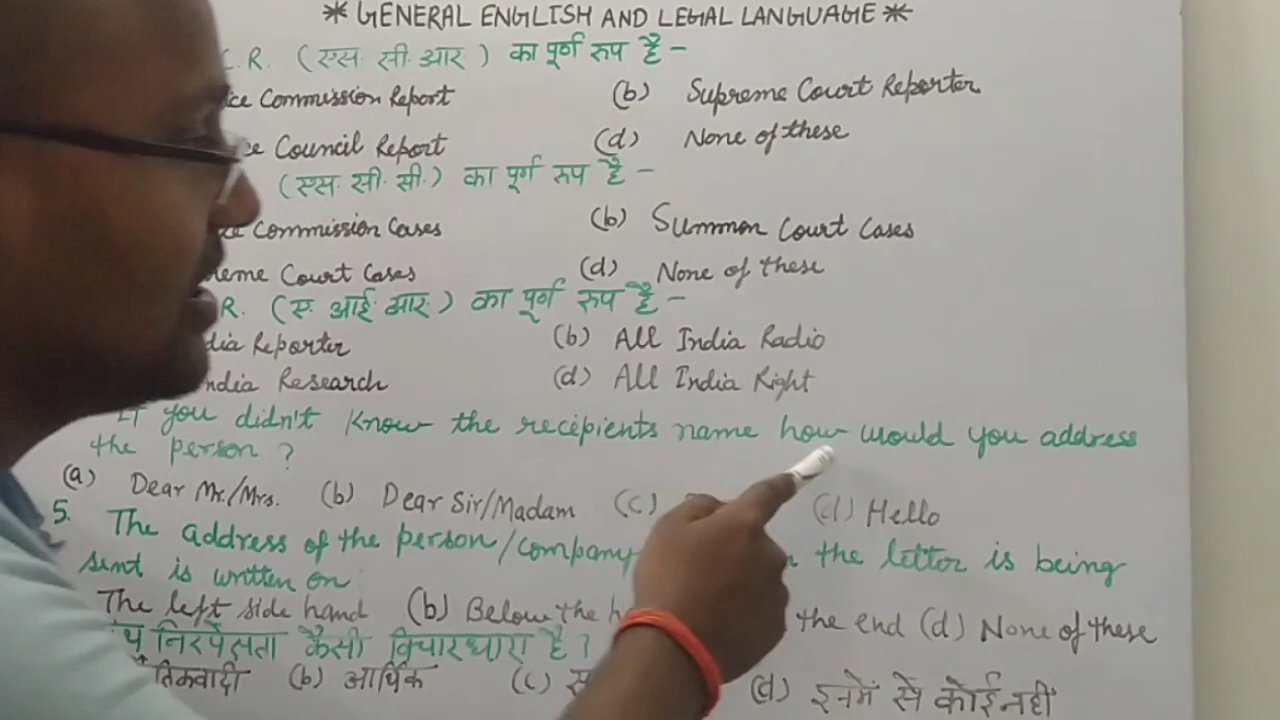 * GENERAL ENGLISH AND LEGAL LANGUAGE *
C.R. (एस. सी. आर.) का पूर्ण रुप है -
Commission Report (b) Supreme Court Reporter
Council Report (d) None of these
(एस. सी. सी.) का पूर्ण रुप है -
Commission Cases (b) Summon Court Cases
Court Cases (d) None of these
R. (ए. आई. आर.) का पूर्ण रुप है -
Reporter (b) All India Radio
India Research (d) All India Right
If you didn't know the recipients name how would you address
the person ?
(a) Dear Mr./Mrs. (b) Dear Sir/Madam (c) (d) Hello
5. The address of the person/company the letter is being
sent is written on
The left side hand (b) Below the the end (d) None of these
कैसी विचारधारा है ?
(b) आर्थिक (c) (d) इनमें से कोई नहीं